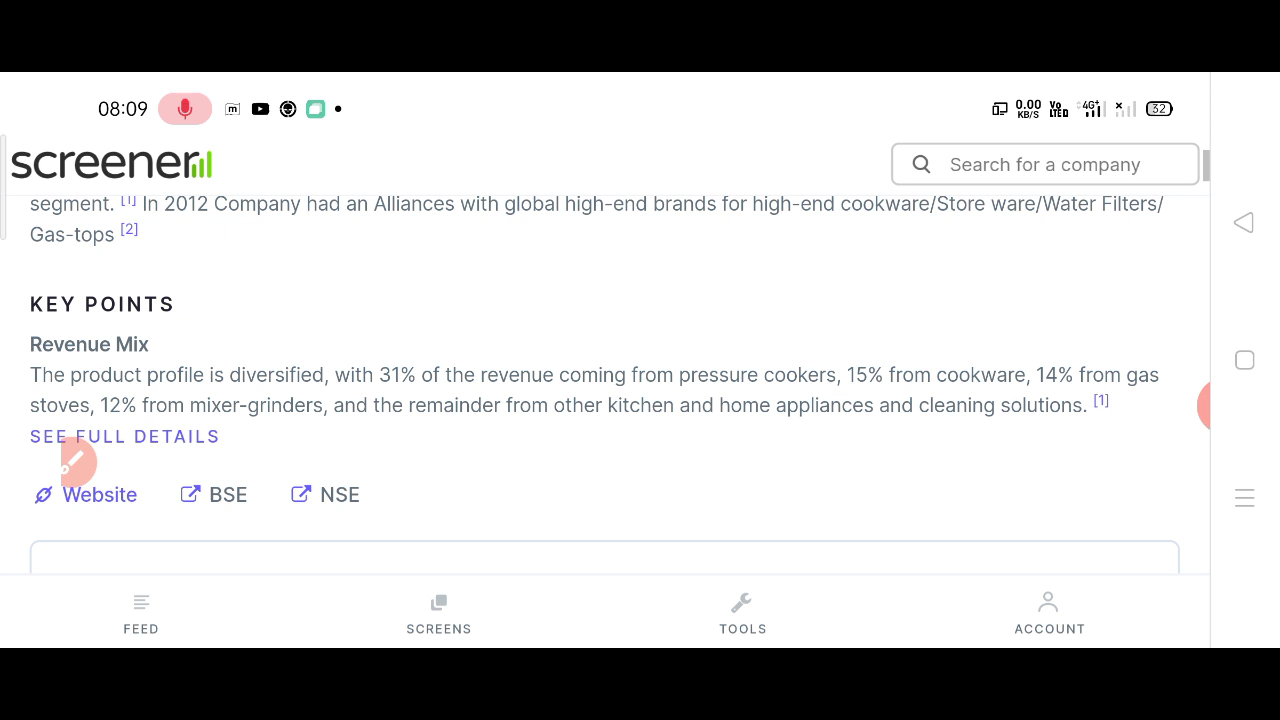 08:09
m
0.00 KB/S Vo LTED 4G+ 32
screener
Search for a company
segment. [1] In 2012 Company had an Alliances with global high-end brands for high-end cookware/Store ware/Water Filters/
Gas-tops [2]
KEY POINTS
Revenue Mix
The product profile is diversified, with 31% of the revenue coming from pressure cookers, 15% from cookware, 14% from gas
stoves, 12% from mixer-grinders, and the remainder from other kitchen and home appliances and cleaning solutions. [1]
SEE FULL DETAILS
Website BSE NSE
FEED SCREENS TOOLS ACCOUNT